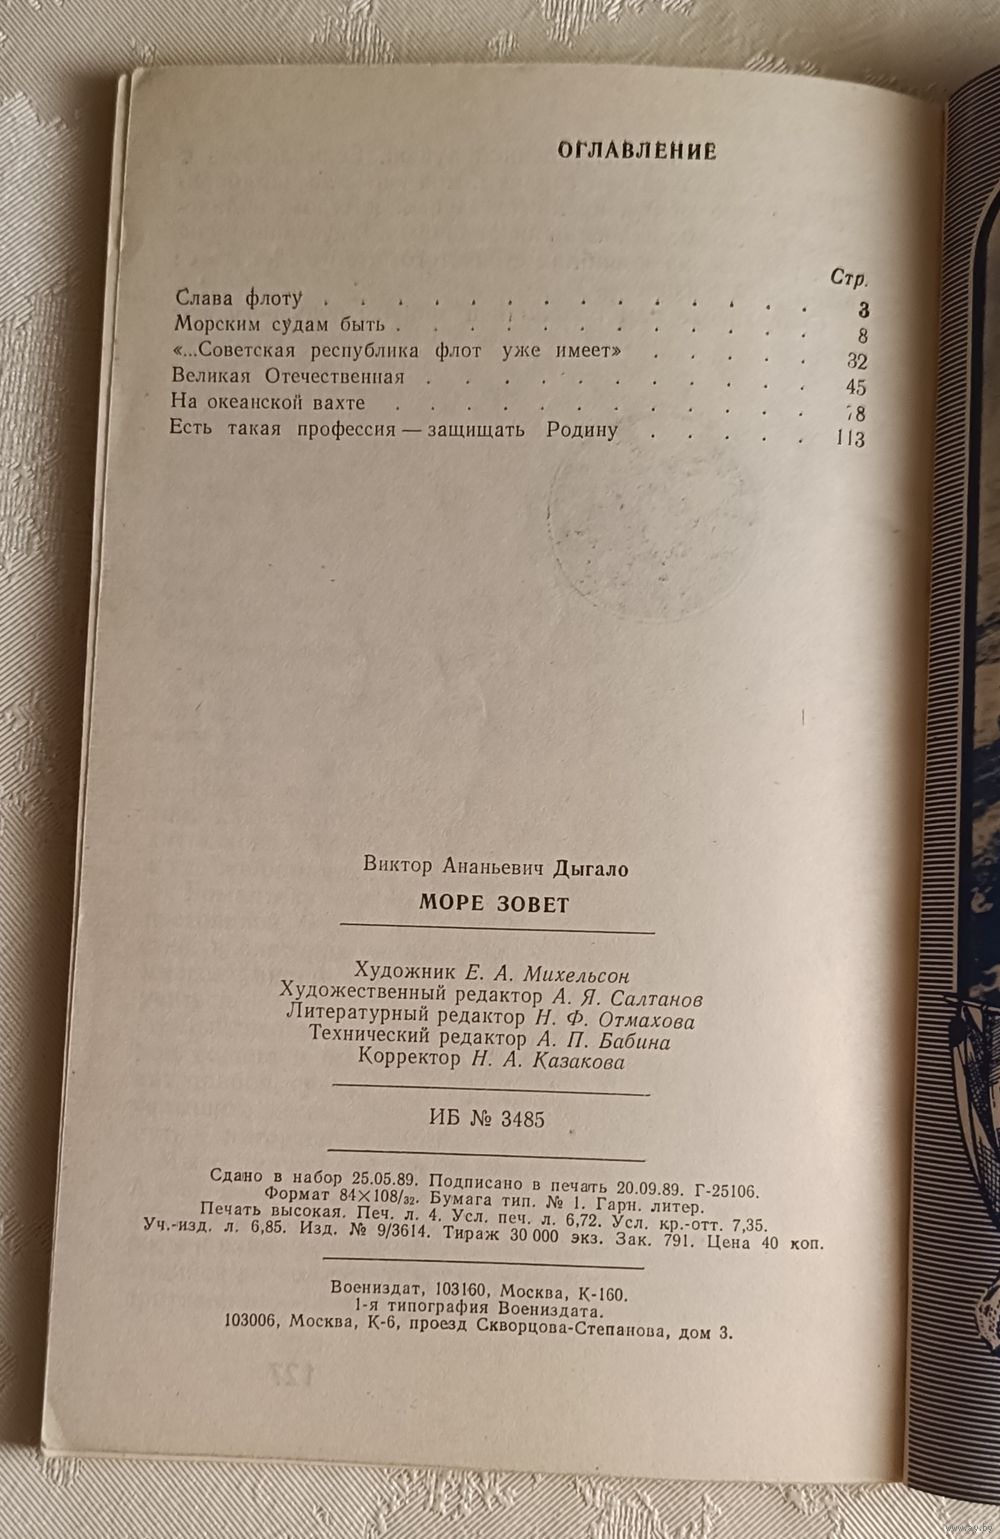 ОГЛАВЛЕНИЕ
Стр.
Слава флоту . . . . . . . . . . . . . . 3
Морским судам быть . . . . . . . . . . . . 8
«...Советская республика флот уже имеет» . . . . . 32
Великая Отечественная . . . . . . . . . . . 45
На океанской вахте . . . . . . . . . . . . 78
Есть такая профессия — защищать Родину . . . . . 113
Виктор Ананьевич Дыгало
МОРЕ ЗОВЕТ
Художник Е. А. Михельсон
Художественный редактор А. Я. Салтанов
Литературный редактор Н. Ф. Отмахова
Технический редактор А. П. Бабина
Корректор Н. А. Казакова
ИБ № 3485
Сдано в набор 25.05.89. Подписано в печать 20.09.89. Г-25106.
Формат 84×108/32. Бумага тип. № 1. Гарн. литер.
Печать высокая. Печ. л. 4. Усл. печ. л. 6,72. Усл. кр.-отт. 7,35.
Уч.-изд. л. 6,85. Изд. № 9/3614. Тираж 30 000 экз. Зак. 791. Цена 40 коп.
Воениздат, 103160, Москва, К-160.
1-я типография Воениздата.
103006, Москва, К-6, проезд Скворцова-Степанова, дом 3.
www.ay.by